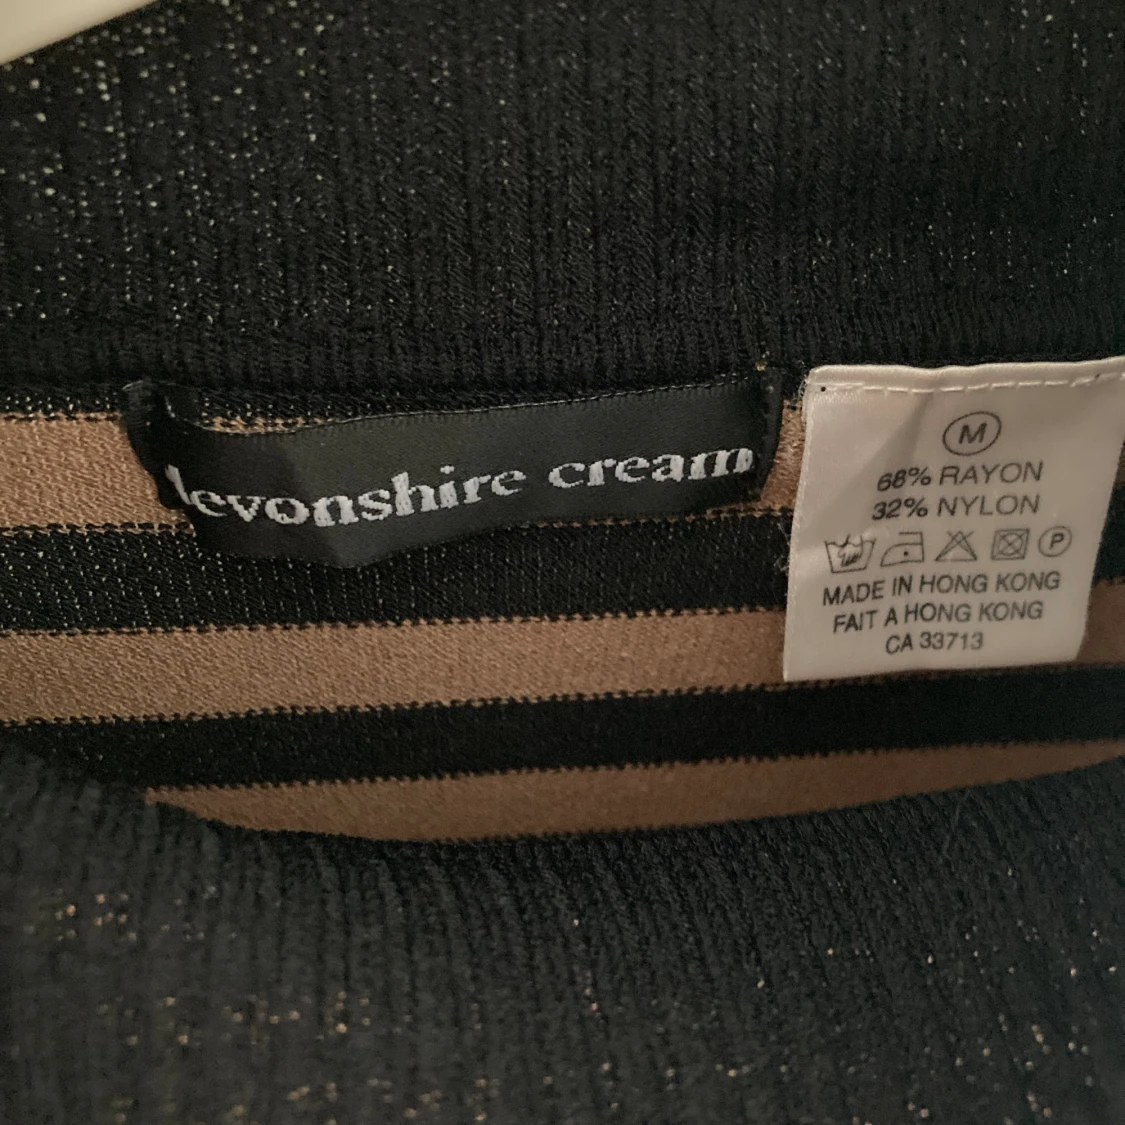 devonshire cream
M
68% RAYON
32% NYLON
P
MADE IN HONG KONG
FAIT A HONG KONG
CA 33713